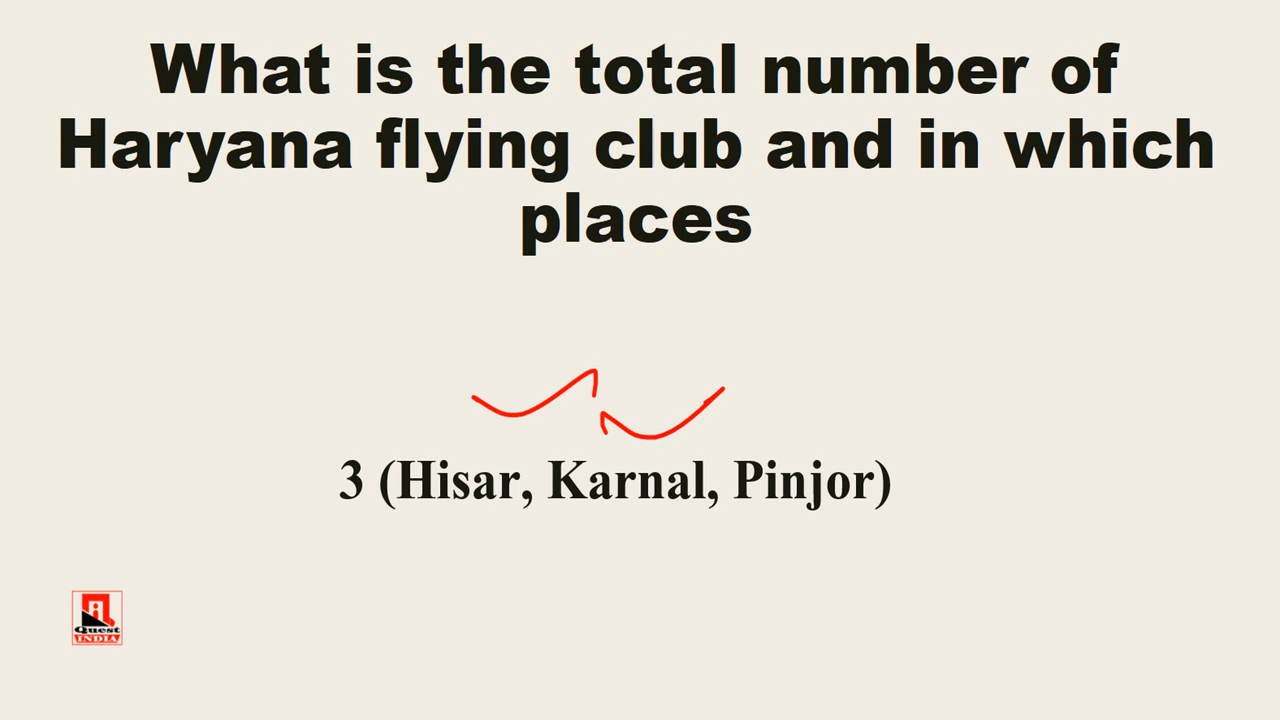 What is the total number of
Haryana flying club and in which
places
3 (Hisar, Karnal, Pinjor)
Quest
INDIA